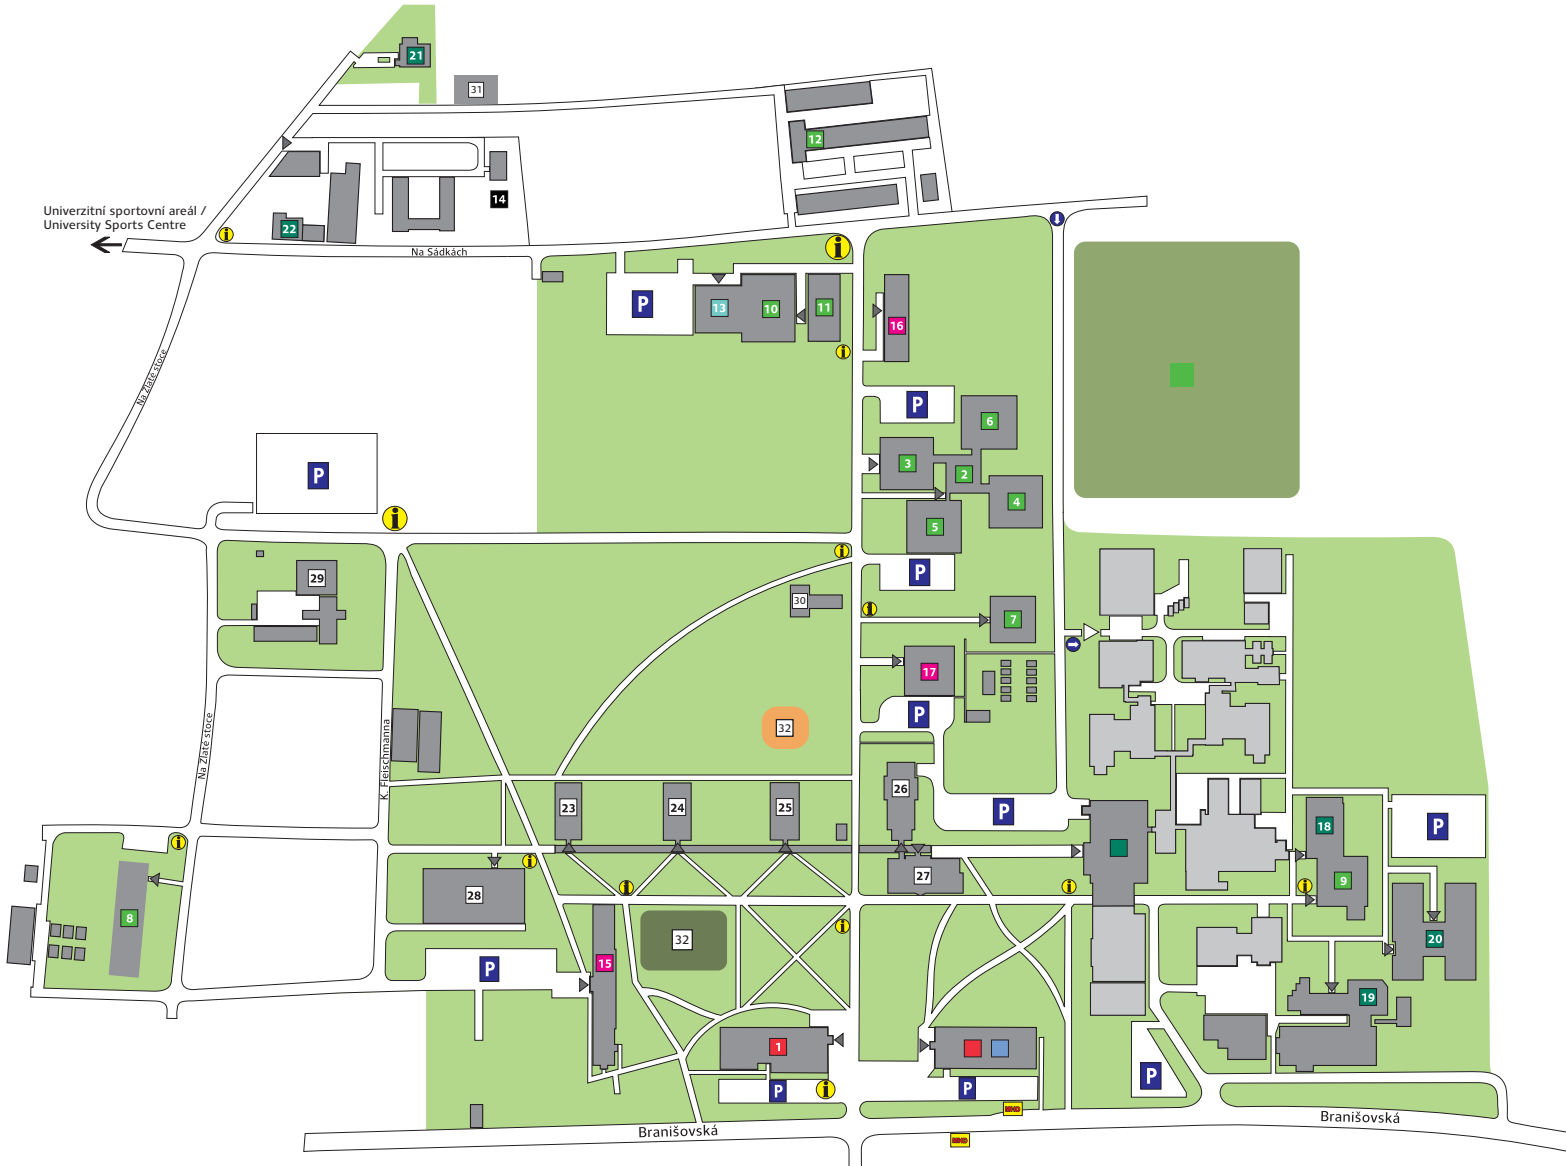 21
31
12
14
Univerzitní sportovní areál /
University Sports Centre
22
i
Na Sádkách
i
P
13
10
11
16
i
Na Zlaté stoce
P
6
3
2
P
4
5
i
i
P
29
30
i
7
17
P
32
Na Zlaté stoce
K. Fleischmanna
23
24
25
26
P
18
P
i
i
27
28
i
i
i
9
8
15
32
i
20
P
19
1
P
P
i
P
MHD
Branišovská
MHD
Branišovská